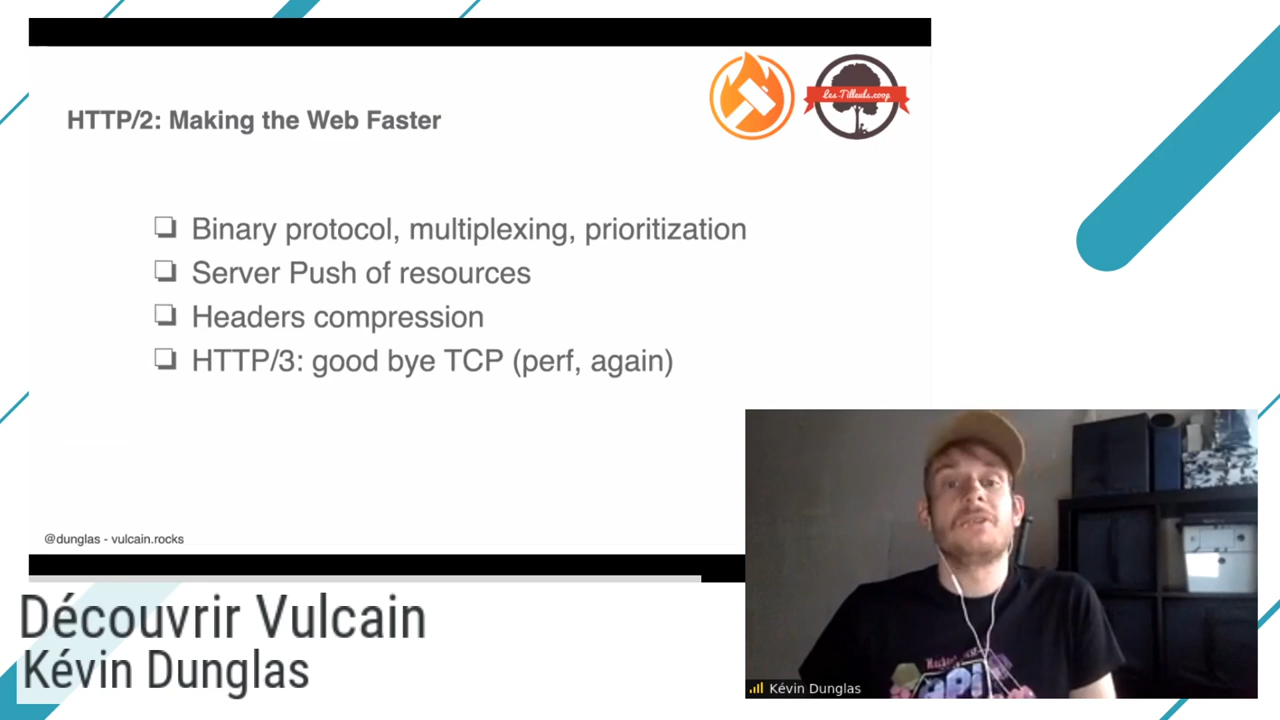 HTTP/2: Making the Web Faster
Les-Tilleuls.coop
Binary protocol, multiplexing, prioritization
Server Push of resources
Headers compression
HTTP/3: good bye TCP (perf, again)
@dunglas - vulcain.rocks
Découvrir Vulcain
Kévin Dunglas
Kévin Dunglas